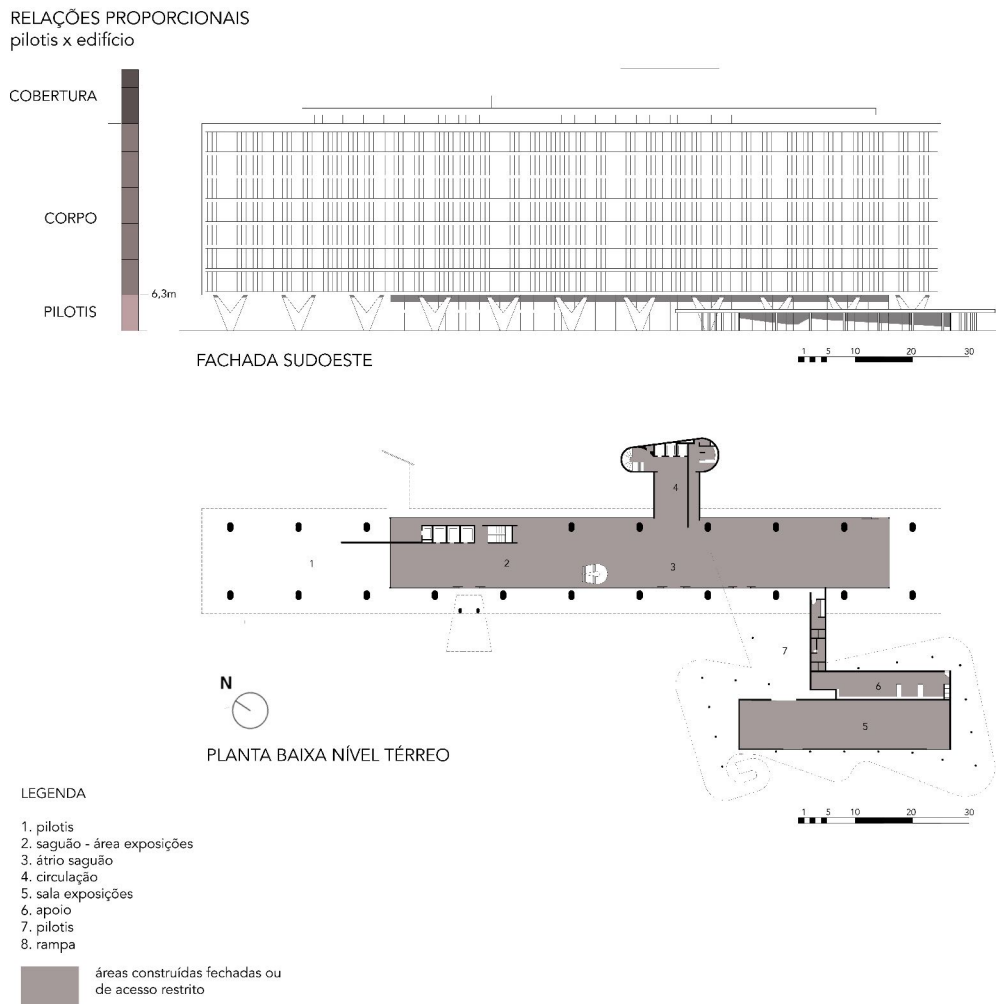 RELAÇÕES PROPORCIONAIS
pilotis x edifício
COBERTURA
CORPO
6,3m
PILOTIS
FACHADA SUDOESTE
1 5 10 20 30
4
1
2
3
7
6
5
N
PLANTA BAIXA NÍVEL TÉRREO
1 5 10 20 30
LEGENDA
1. pilotis
2. saguão - área exposições
3. átrio saguão
4. circulação
5. sala exposições
6. apoio
7. pilotis
8. rampa
áreas construídas fechadas ou
de acesso restrito